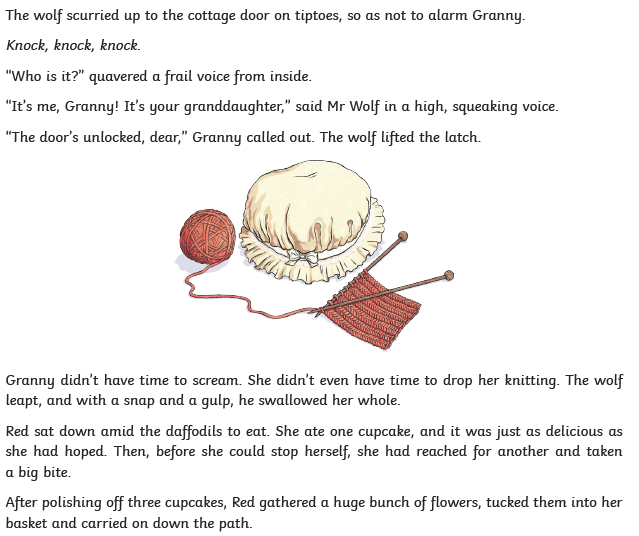 The wolf scurried up to the cottage door on tiptoes, so as not to alarm Granny.
Knock, knock, knock.
“Who is it?” quavered a frail voice from inside.
“It’s me, Granny! It’s your granddaughter,” said Mr Wolf in a high, squeaking voice.
“The door’s unlocked, dear,” Granny called out. The wolf lifted the latch.
Granny didn’t have time to scream. She didn’t even have time to drop her knitting. The wolf
leapt, and with a snap and a gulp, he swallowed her whole.
Red sat down amid the daffodils to eat. She ate one cupcake, and it was just as delicious as
she had hoped. Then, before she could stop herself, she had reached for another and taken
a big bite.
After polishing off three cupcakes, Red gathered a huge bunch of flowers, tucked them into her
basket and carried on down the path.